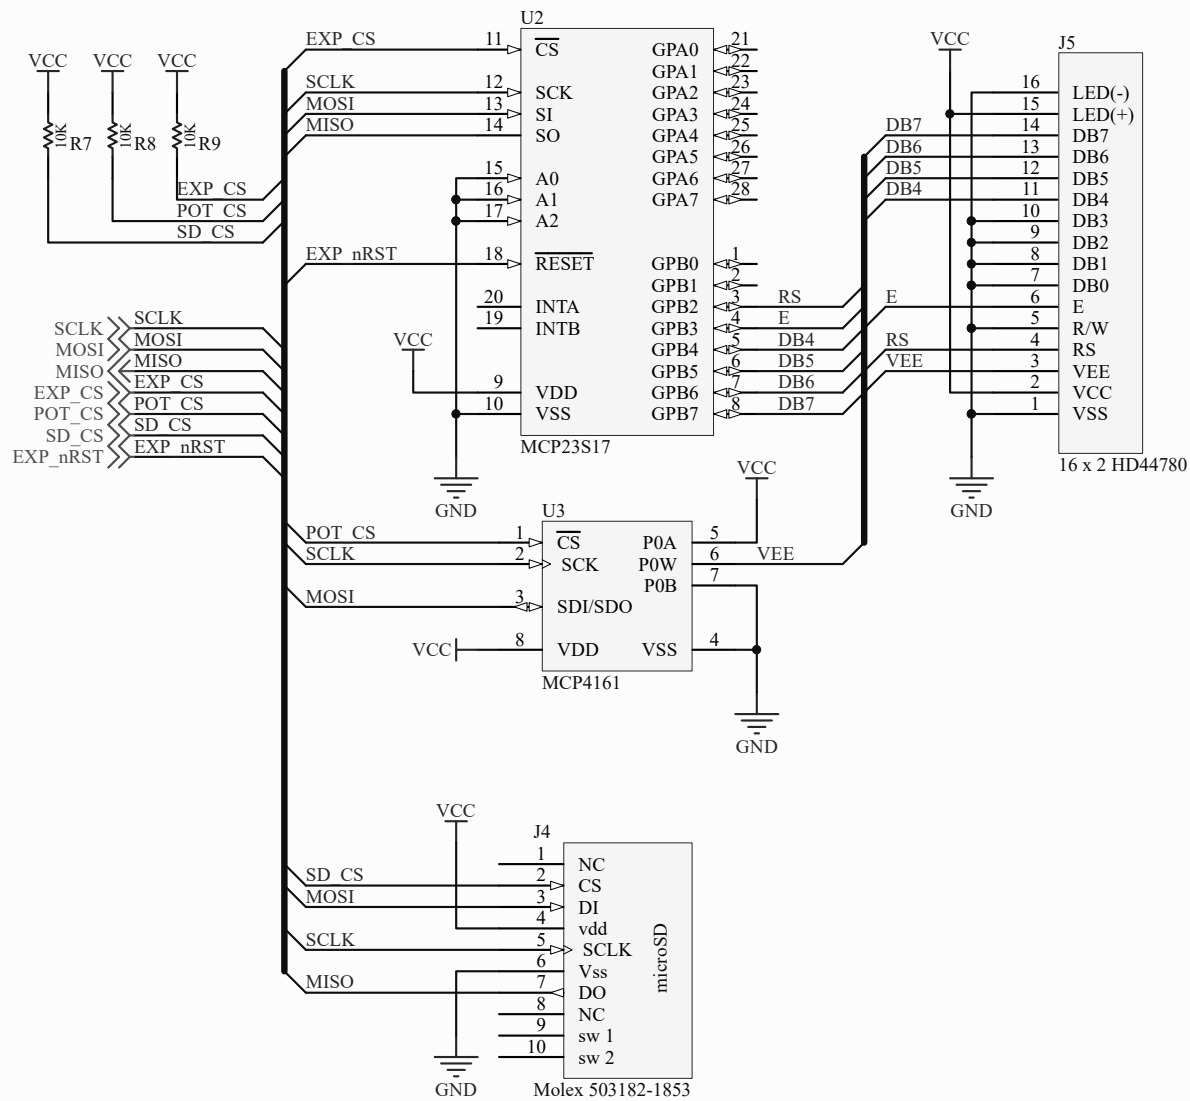 U2
J5
VCC VCC VCC
R7 10K
R8 10K
R9 10K
EXP_CS
POT_CS
SD_CS
SCLK SCLK
MOSI MOSI
MISO MISO
EXP_CS EXP_CS
POT_CS POT_CS
SD_CS SD_CS
EXP_nRST EXP_nRST
EXP_CS 11 CS
SCLK 12 SCK
MOSI 13 SI
MISO 14 SO
15 A0
16 A1
17 A2
EXP_nRST 18 RESET
20 INTA
19 INTB
VCC
9 VDD
10 VSS
GND
GPA0 21
GPA1 22
GPA2 23
GPA3 24
GPA4 25
GPA5 26
GPA6 27
GPA7 28
GPB0 1
GPB1 2
GPB2 3 RS
GPB3 4 E
GPB4 5 DB4
GPB5 6 DB5
GPB6 7 DB6
GPB7 8 DB7
MCP23S17
VCC
16 LED(-)
15 LED(+)
DB7 14 DB7
DB6 13 DB6
DB5 12 DB5
DB4 11 DB4
10 DB3
9 DB2
8 DB1
7 DB0
E 6 E
5 R/W
RS 4 RS
VEE 3 VEE
2 VCC
1 VSS
16 x 2 HD44780
GND
U3
POT_CS 1 CS
SCLK 2 SCK
MOSI 3 SDI/SDO
VCC 8 VDD
VCC
P0A 5
P0W 6 VEE
P0B 7
VSS 4
MCP4161
GND
VCC
J4
1 NC
SD_CS 2 CS
MOSI 3 DI
4 vdd
SCLK 5 SCLK
6 Vss
MISO 7 DO
8 NC
9 sw 1
10 sw 2
microSD
GND
Molex 503182-1853